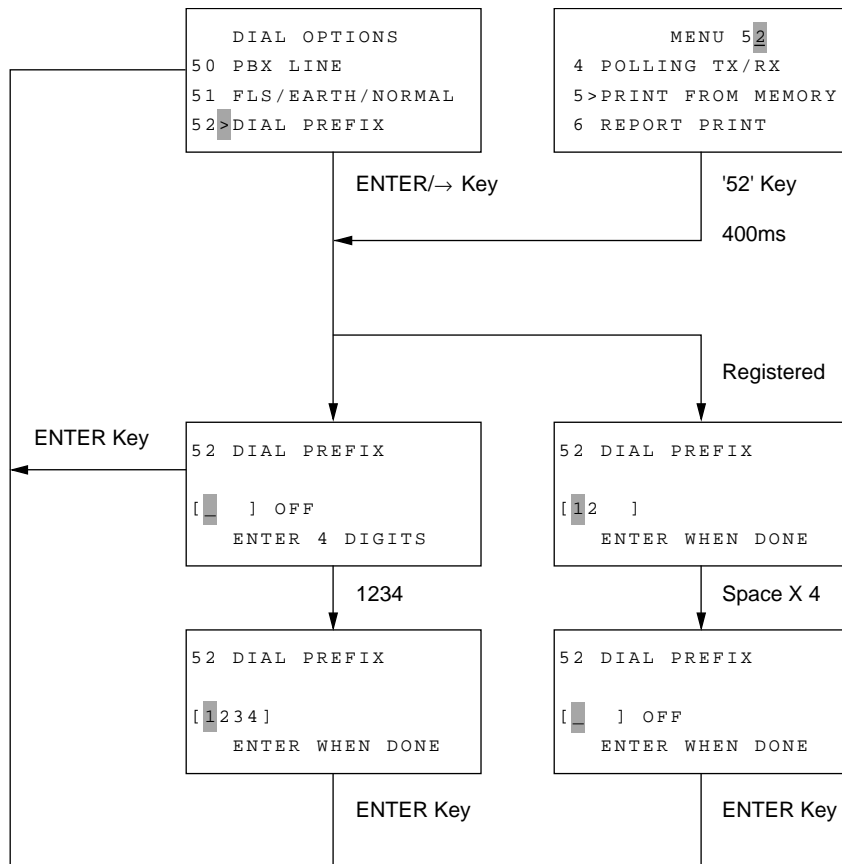 DIAL OPTIONS
50 PBX LINE
51 FLS/EARTH/NORMAL
52>DIAL PREFIX
MENU 52
4 POLLING TX/RX
5>PRINT FROM MEMORY
6 REPORT PRINT
ENTER/→ Key
'52' Key
400ms
Registered
ENTER Key
52 DIAL PREFIX
[_   ] OFF
ENTER 4 DIGITS
52 DIAL PREFIX
[12  ]
ENTER WHEN DONE
1234
Space X 4
52 DIAL PREFIX
[1234]
ENTER WHEN DONE
52 DIAL PREFIX
[_   ] OFF
ENTER WHEN DONE
ENTER Key
ENTER Key